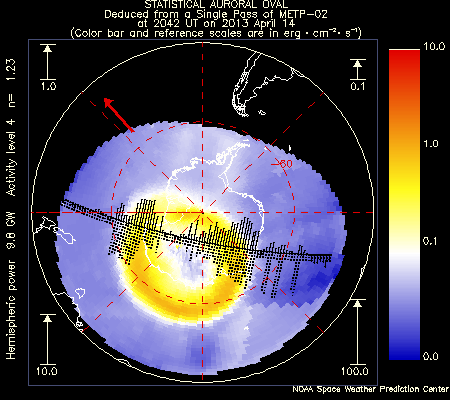 STATISTICAL AURORAL OVAL
Deduced from a Single Pass of METP-02
at 2042 UT on 2013 April 14
(Color bar and reference scales are in erg·cm⁻²·s⁻¹)
Hemispheric power 9.8 GW Activity level 4 n= 1.23
1.0
0.1
10.0
100.0
-60
10.0
1.0
0.1
0.0
NOAA Space Weather Prediction Center